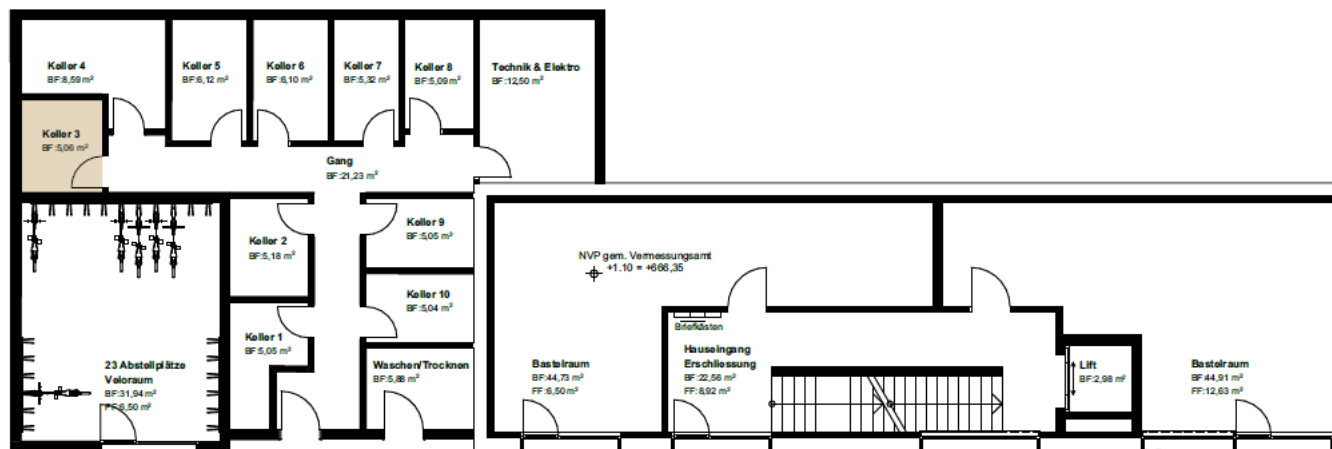 Keller 4
BF:8,59 m²
Keller 5
BF:6,12 m²
Keller 6
BF:6,10 m²
Keller 7
BF:5,32 m²
Keller 8
BF:5,09 m²
Technik & Elektro
BF:12,50 m²
Keller 3
BF:5,06 m²
Gang
BF:21,23 m²
Keller 2
BF:5,18 m²
Keller 9
BF:5,05 m²
NVP gem. Vermessungsamt
+1.10 = +666,35
Keller 10
BF:5,04 m²
Keller 1
BF:5,05 m²
Briefkästen
23 Abstellplätze
Veloraum
BF:31,94 m²
FF:6,50 m²
Waschen/Trocknen
BF:5,88 m²
Bastelraum
BF:44,73 m²
FF:6,50 m²
Hauseingang
Erschliessung
BF:22,56 m²
FF:8,92 m²
Lift
BF:2,98 m²
Bastelraum
BF:44,91 m²
FF:12,63 m²